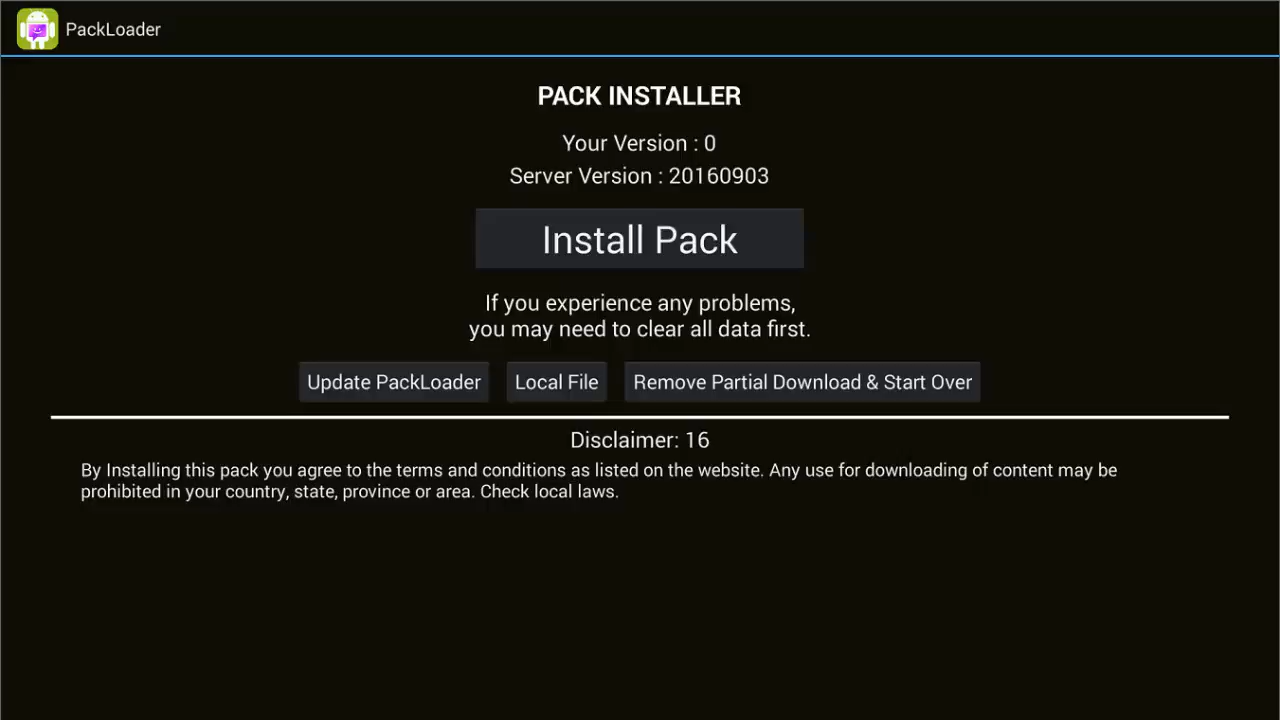 PackLoader
PACK INSTALLER
Your Version : 0
Server Version : 20160903
Install Pack
If you experience any problems,
you may need to clear all data first.
Update PackLoader
Local File
Remove Partial Download & Start Over
Disclaimer: 16
By Installing this pack you agree to the terms and conditions as listed on the website. Any use for downloading of content may be
prohibited in your country, state, province or area. Check local laws.